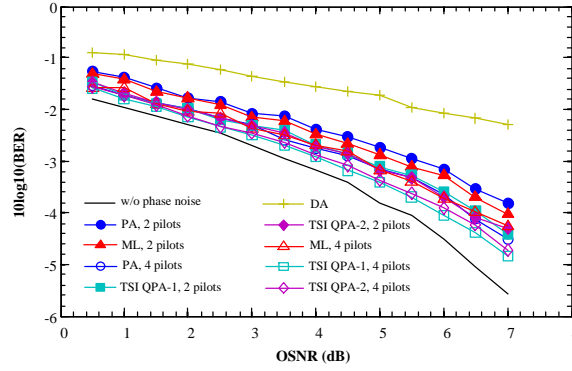 0
-1
-2
-3
-4
-5
-6
10log10(BER)
w/o phase noise
DA
PA, 2 pilots
TSI QPA-2, 2 pilots
ML, 2 pilots
ML, 4 pilots
PA, 4 pilots
TSI QPA-1, 4 pilots
TSI QPA-1, 2 pilots
TSI QPA-2, 4 pilots
0 1 2 3 4 5 6 7 8
OSNR (dB)